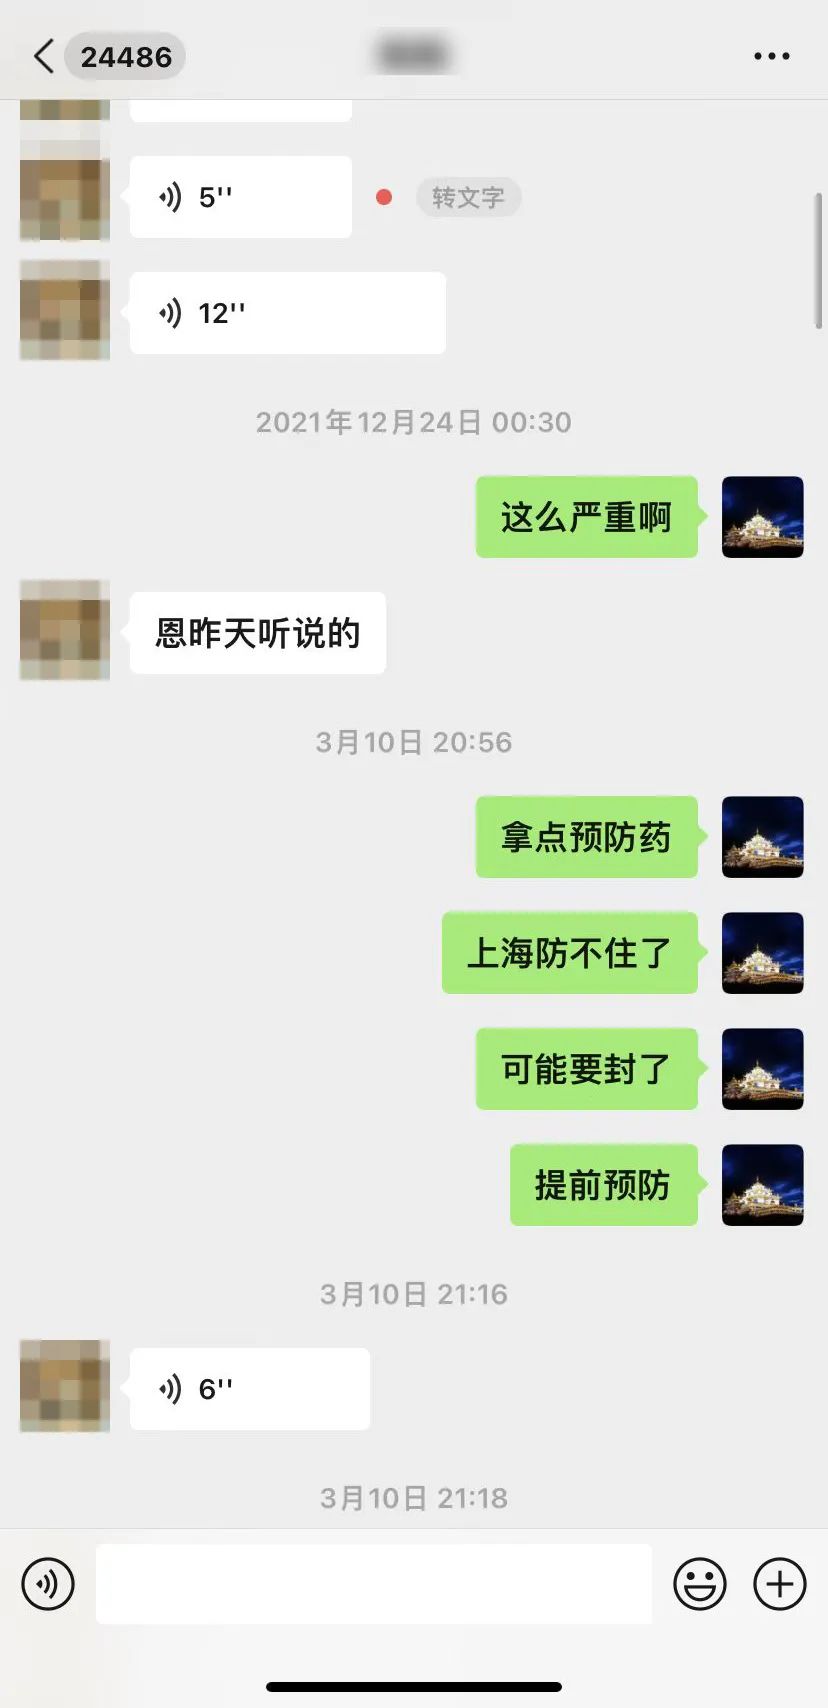 24486
5''
转文字
12''
2021年12月24日 00:30
这么严重啊
恩昨天听说的
3月10日 20:56
拿点预防药
上海防不住了
可能要封了
提前预防
3月10日 21:16
6''
3月10日 21:18